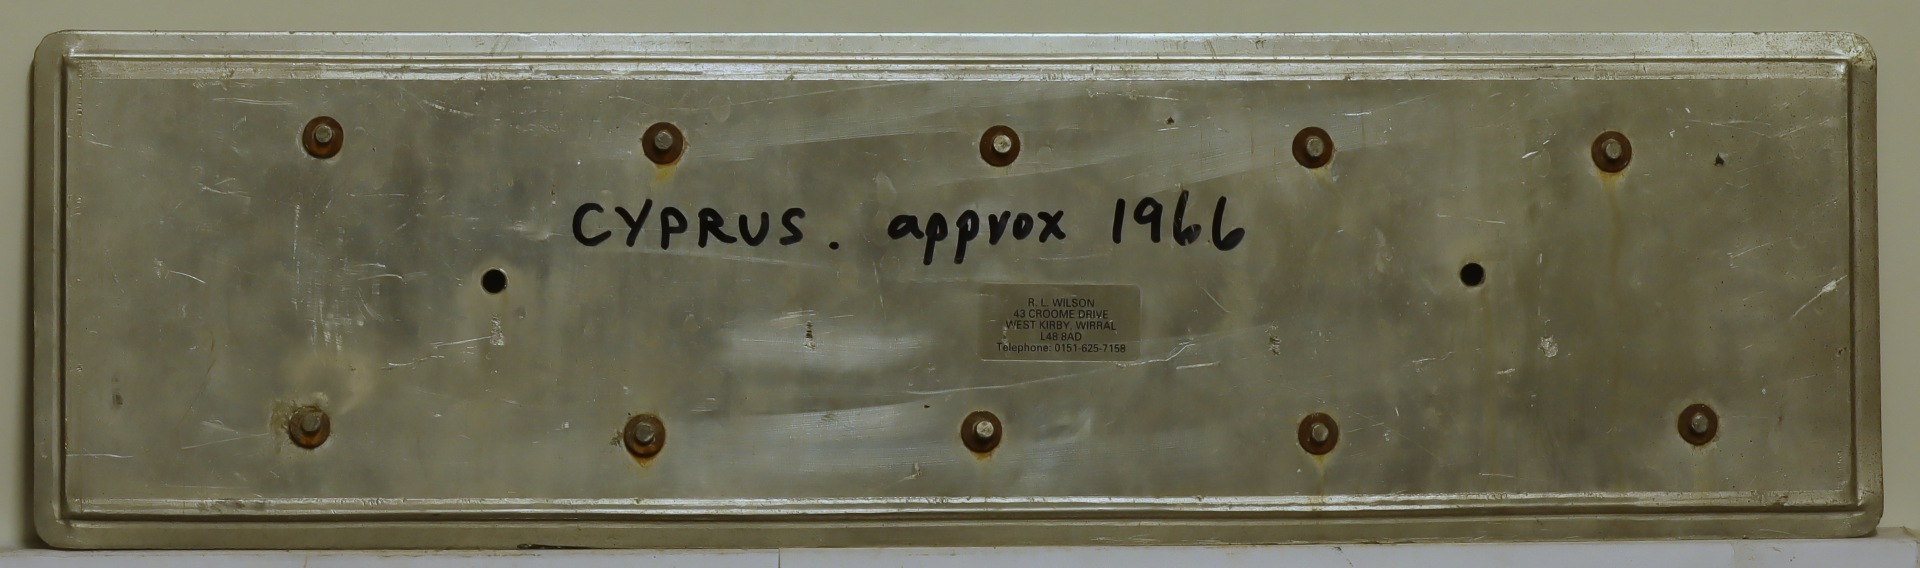 CYPRUS. approx 1966
R. L. WILSON
43 CROOME DRIVE
WEST KIRBY, WIRRAL
L48 8AD
Telephone: 0151-625-7158